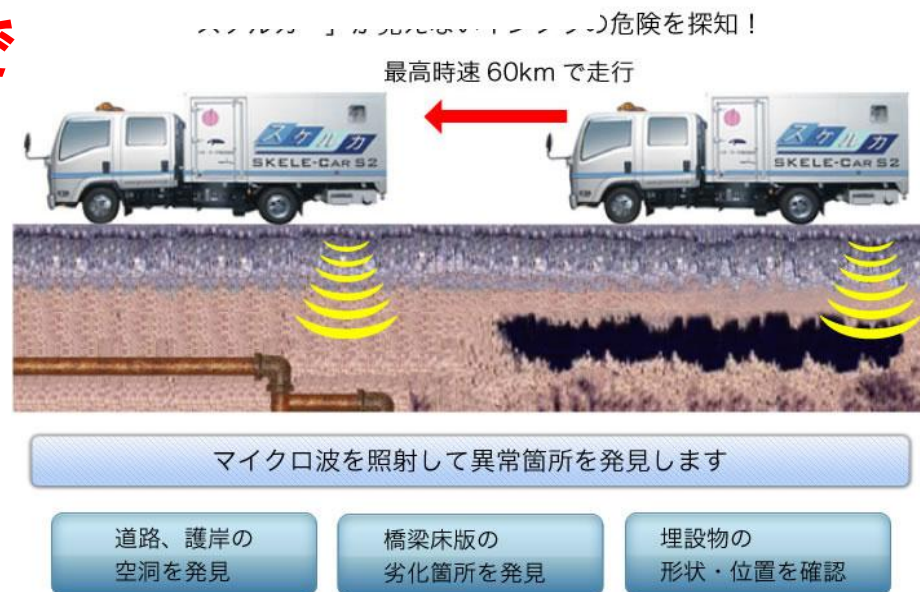 の危険を探知！
最高時速 60km で走行
スケルカ
SKELE-CAR S2
スケルカ
SKELE-CAR S2
マイクロ波を照射して異常箇所を発見します
道路、護岸の
空洞を発見
橋梁床版の
劣化箇所を発見
埋設物の
形状・位置を確認